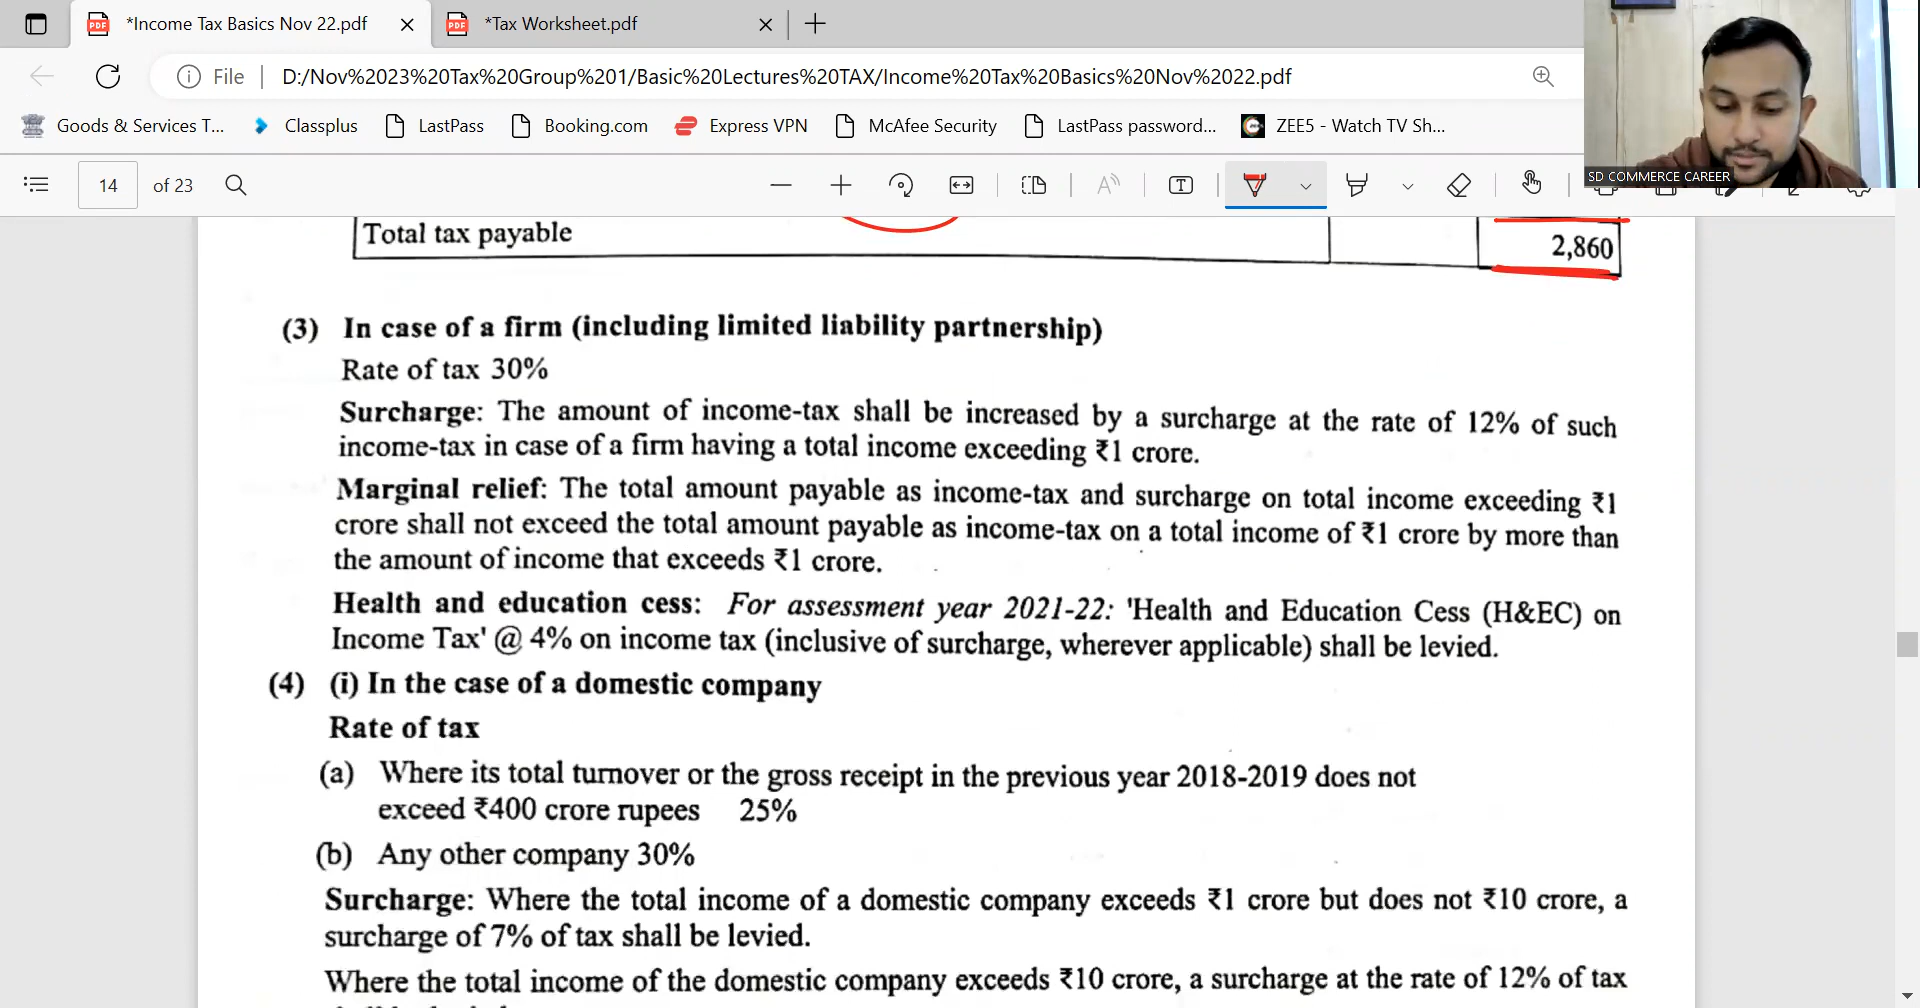 *Income Tax Basics Nov 22.pdf
*Tax Worksheet.pdf
File
D:/Nov%2023%20Tax%20Group%201/Basic%20Lectures%20TAX/Income%20Tax%20Basics%20Nov%2022.pdf
Goods & Services T...
Classplus
LastPass
Booking.com
Express VPN
McAfee Security
LastPass password...
ZEE5 - Watch TV Sh...
14 of 23
SD COMMERCE CAREER
Total tax payable 2,860
(3) In case of a firm (including limited liability partnership)
Rate of tax 30%
Surcharge: The amount of income-tax shall be increased by a surcharge at the rate of 12% of such
income-tax in case of a firm having a total income exceeding ₹1 crore.
Marginal relief: The total amount payable as income-tax and surcharge on total income exceeding ₹1
crore shall not exceed the total amount payable as income-tax on a total income of ₹1 crore by more than
the amount of income that exceeds ₹1 crore.
Health and education cess: For assessment year 2021-22: 'Health and Education Cess (H&EC) on
Income Tax' @ 4% on income tax (inclusive of surcharge, wherever applicable) shall be levied.
(4) (i) In the case of a domestic company
Rate of tax
(a) Where its total turnover or the gross receipt in the previous year 2018-2019 does not
exceed ₹400 crore rupees 25%
(b) Any other company 30%
Surcharge: Where the total income of a domestic company exceeds ₹1 crore but does not ₹10 crore, a
surcharge of 7% of tax shall be levied.
Where the total income of the domestic company exceeds ₹10 crore, a surcharge at the rate of 12% of tax